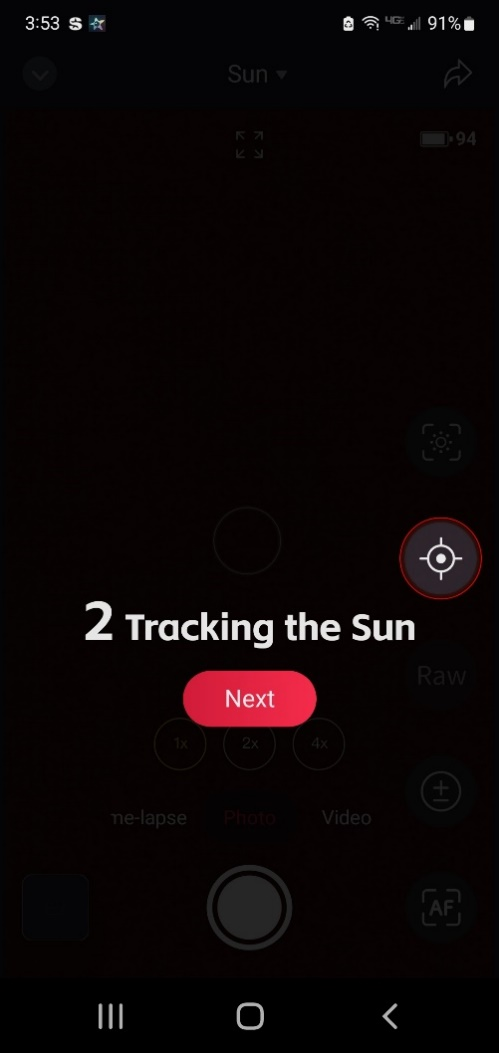 3:53 S 4GE 91%
Sun
94
2 Tracking the Sun
Raw
Next
1x 2x 4x
me-lapse Photo Video
AF